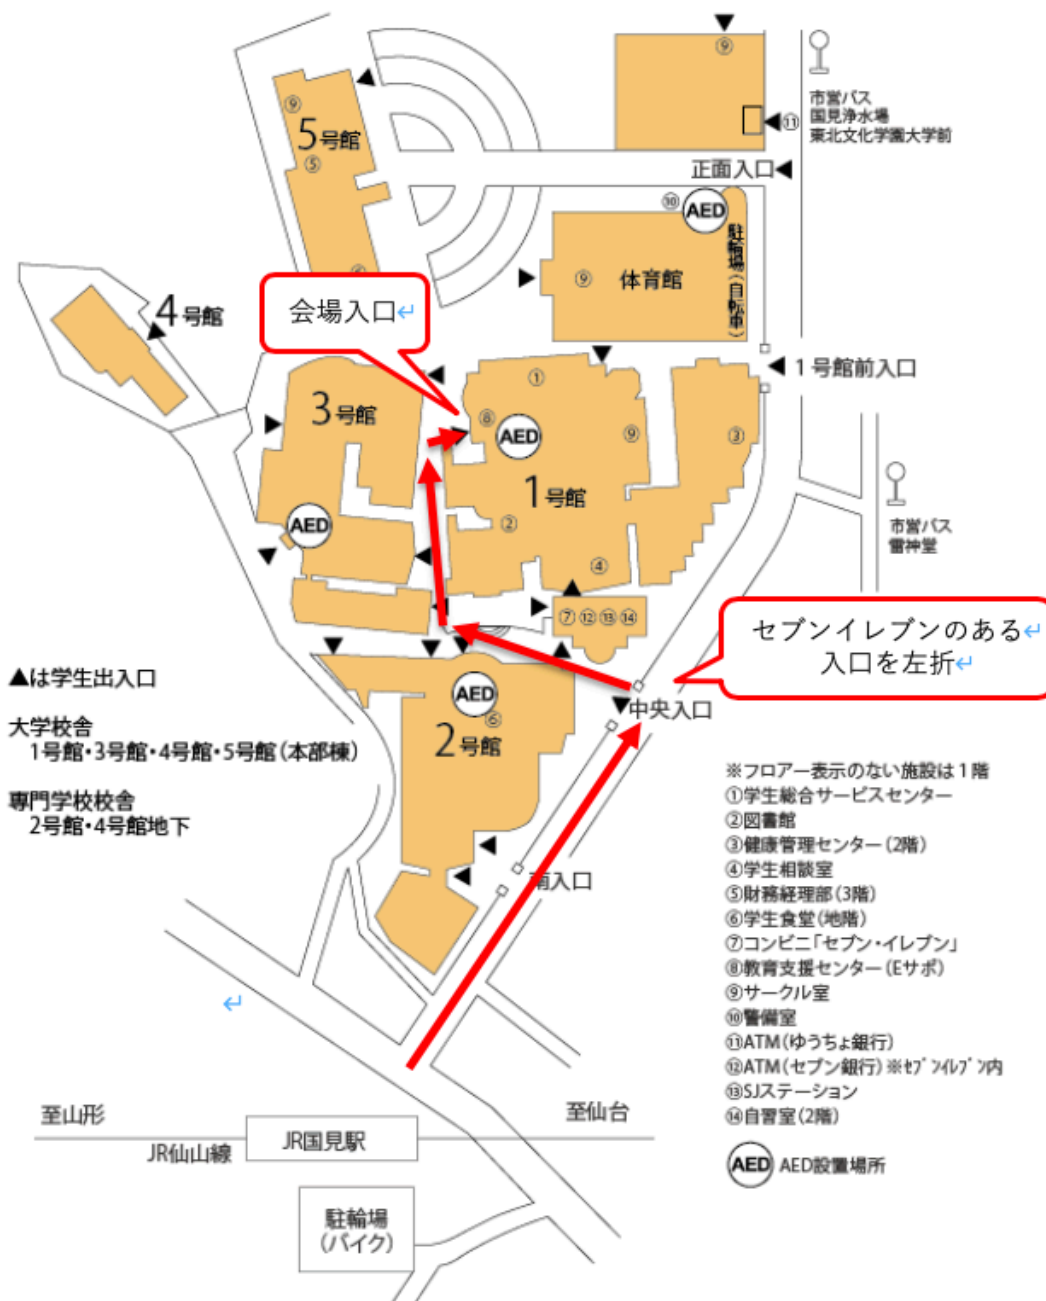 市営バス
国見浄水場
東北文化学園大学前
⑨
⑪
正面入口
⑨
5号館
⑤
⑥
⑩
AED
駐輪場(自転車)
⑨
体育館
会場入口
4号館
1号館前入口
①
3号館
⑧
AED
⑨
③
1号館
②
AED
市営バス
雷神堂
④
⑦⑫⑬⑭
セブンイレブンのある
入口を左折
▲は学生出入口
AED
⑥
中央入口
大学校舎
1号館・3号館・4号館・5号館(本部棟)
2号館
専門学校校舎
2号館・4号館地下
南入口
※フロアー表示のない施設は1階
①学生総合サービスセンター
②図書館
③健康管理センター(2階)
④学生相談室
⑤財務経理部(3階)
⑥学生食堂(地階)
⑦コンビニ「セブン・イレブン」
⑧教育支援センター(Eサポ)
⑨サークル室
⑩警備室
⑪ATM(ゆうちょ銀行)
⑫ATM(セブン銀行)※ｾﾌﾞﾝｲﾚﾌﾞﾝ内
⑬SJステーション
⑭自習室(2階)
AED AED設置場所
至山形
至仙台
JR仙山線
JR国見駅
駐輪場
(バイク)